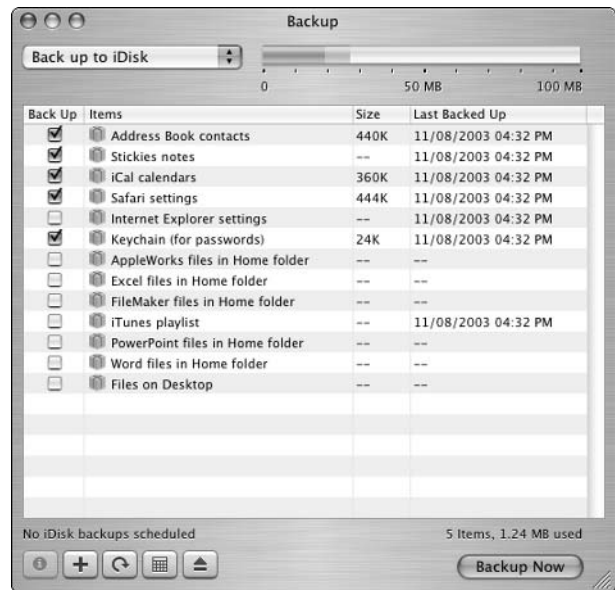 Backup
Back up to iDisk
0 50 MB 100 MB
Back Up Items Size Last Backed Up
Address Book contacts 440K 11/08/2003 04:32 PM
Stickies notes -- 11/08/2003 04:32 PM
iCal calendars 360K 11/08/2003 04:32 PM
Safari settings 444K 11/08/2003 04:32 PM
Internet Explorer settings -- 11/08/2003 04:32 PM
Keychain (for passwords) 24K 11/08/2003 04:32 PM
AppleWorks files in Home folder -- --
Excel files in Home folder -- --
FileMaker files in Home folder -- --
iTunes playlist -- 11/08/2003 04:32 PM
PowerPoint files in Home folder -- --
Word files in Home folder -- --
Files on Desktop -- --
No iDisk backups scheduled 5 Items, 1.24 MB used
Backup Now